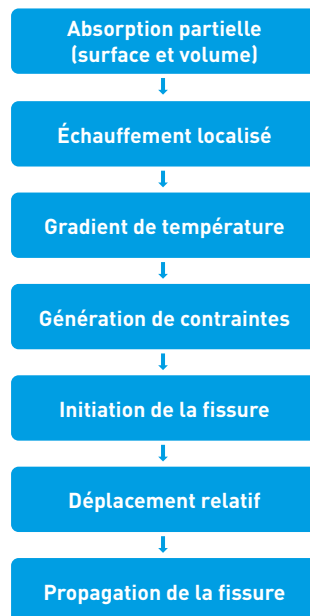 Absorption partielle
(surface et volume)
Échauffement localisé
Gradient de température
Génération de contraintes
Initiation de la fissure
Déplacement relatif
Propagation de la fissure